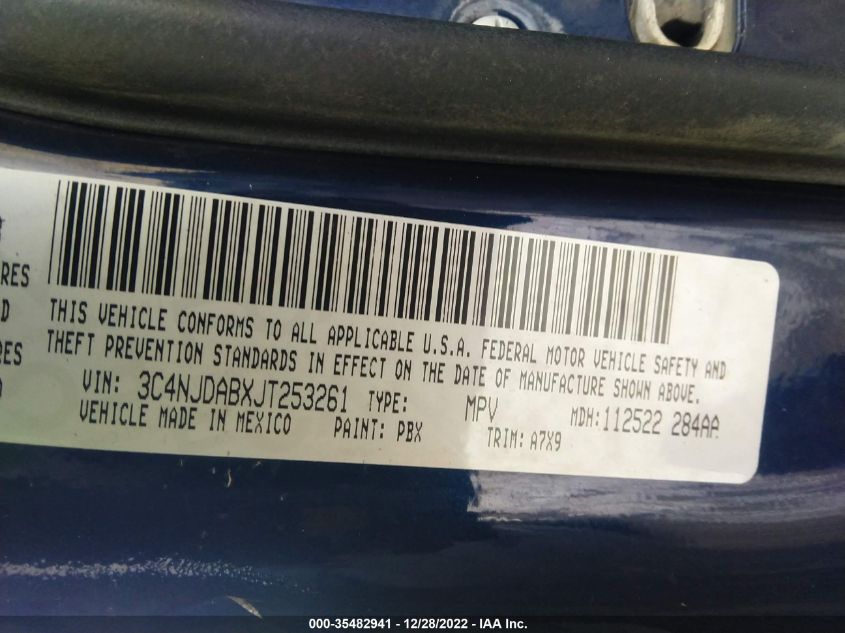 RES
D
RES
THIS VEHICLE CONFORMS TO ALL APPLICABLE U.S.A. FEDERAL MOTOR VEHICLE SAFETY AND
THEFT PREVENTION STANDARDS IN EFFECT ON THE DATE OF MANUFACTURE SHOWN ABOVE.
VIN: 3C4NJDABXJT253261 TYPE: MPV MDH:112522 284AA
VEHICLE MADE IN MEXICO PAINT: PBX TRIM: A7X9
000-35482941 - 12/28/2022 - IAA Inc.